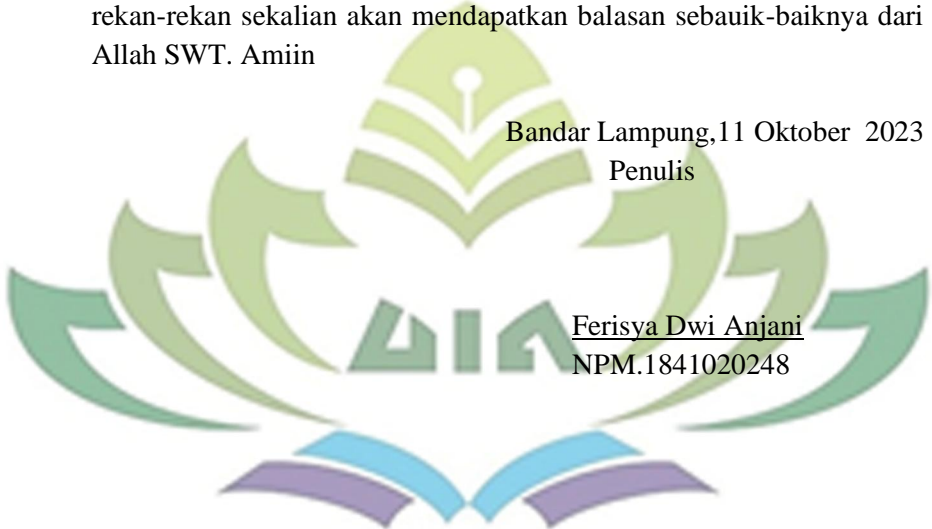 rekan-rekan sekalian akan mendapatkan balasan sebauik-baiknya dari
Allah SWT. Amiin
Bandar Lampung,11 Oktober  2023
Penulis
UIN
Ferisya Dwi Anjani
NPM.1841020248